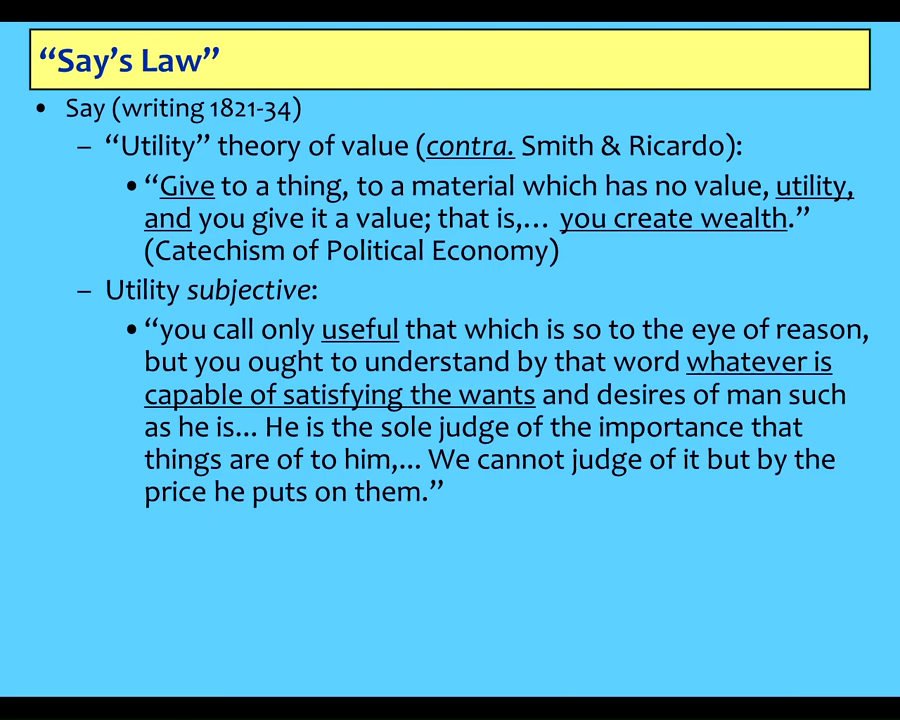 “Say’s Law”
• Say (writing 1821-34)
– “Utility” theory of value (contra. Smith & Ricardo):
• “Give to a thing, to a material which has no value, utility,
and you give it a value; that is,… you create wealth.”
(Catechism of Political Economy)
– Utility subjective:
• “you call only useful that which is so to the eye of reason,
but you ought to understand by that word whatever is
capable of satisfying the wants and desires of man such
as he is... He is the sole judge of the importance that
things are of to him,... We cannot judge of it but by the
price he puts on them.”